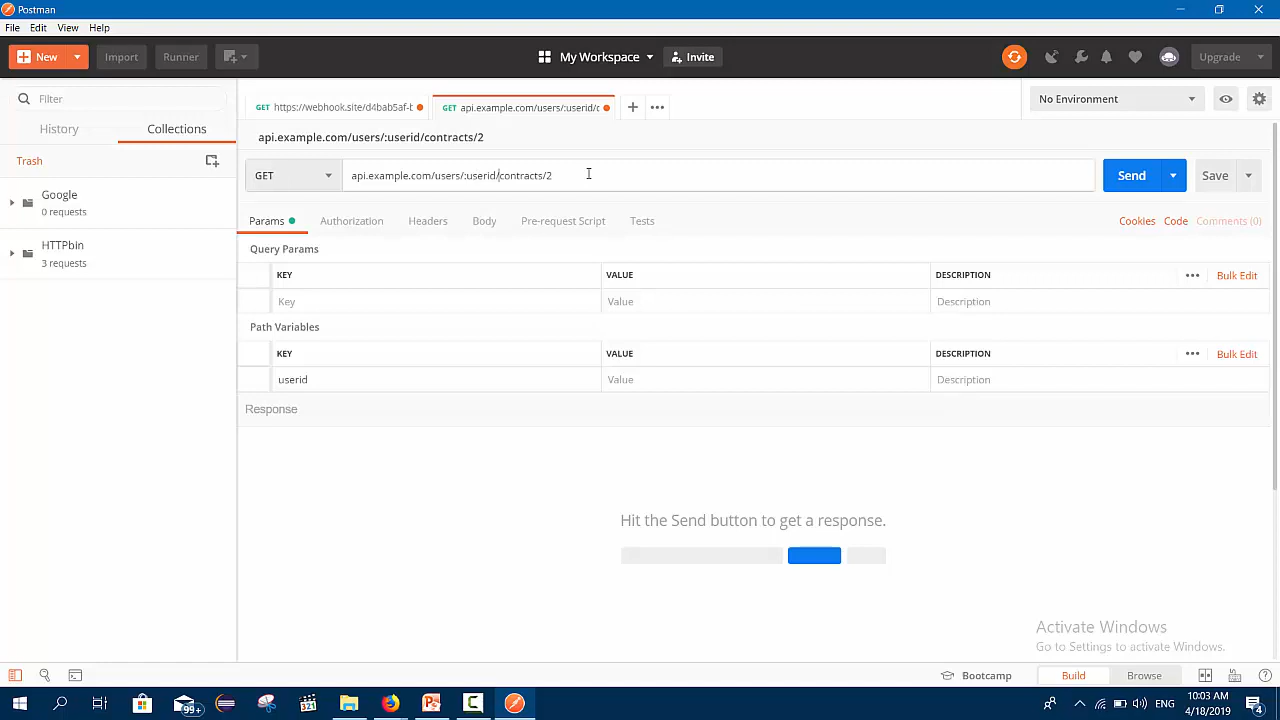 Postman
File Edit View Help
New Import Runner My Workspace Invite Upgrade
Filter
History Collections
Trash
Google
0 requests
HTTPbin
3 requests
GET https://webhook.site/d4bab5af-b GET api.example.com/users/:userid/c No Environment
api.example.com/users/:userid/contracts/2
GET api.example.com/users/:userid/contracts/2 Send Save
Params Authorization Headers Body Pre-request Script Tests Cookies Code Comments (0)
Query Params
KEY VALUE DESCRIPTION Bulk Edit
Key Value Description
Path Variables
KEY VALUE DESCRIPTION Bulk Edit
userid Value Description
Response
Hit the Send button to get a response.
Activate Windows
Go to Settings to activate Windows.
Bootcamp Build Browse
99+ 321 ENG 10:03 AM
4/18/2019 4